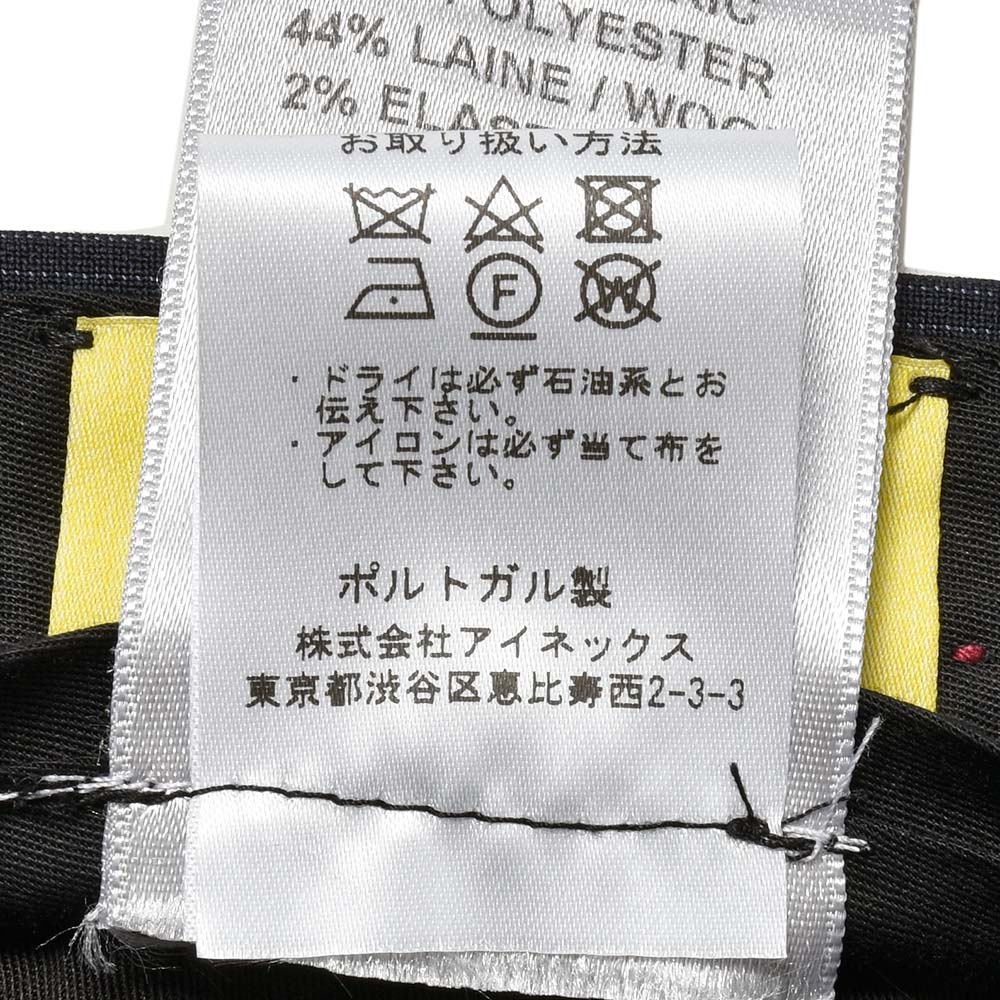 POLYESTER
44% LAINE / WOO
2% ELAST
お取り扱い方法
F
W
・ドライは必ず石油系とお
伝え下さい。
・アイロンは必ず当て布を
して下さい。
ポルトガル製
株式会社アイネックス
東京都渋谷区恵比寿西2-3-3